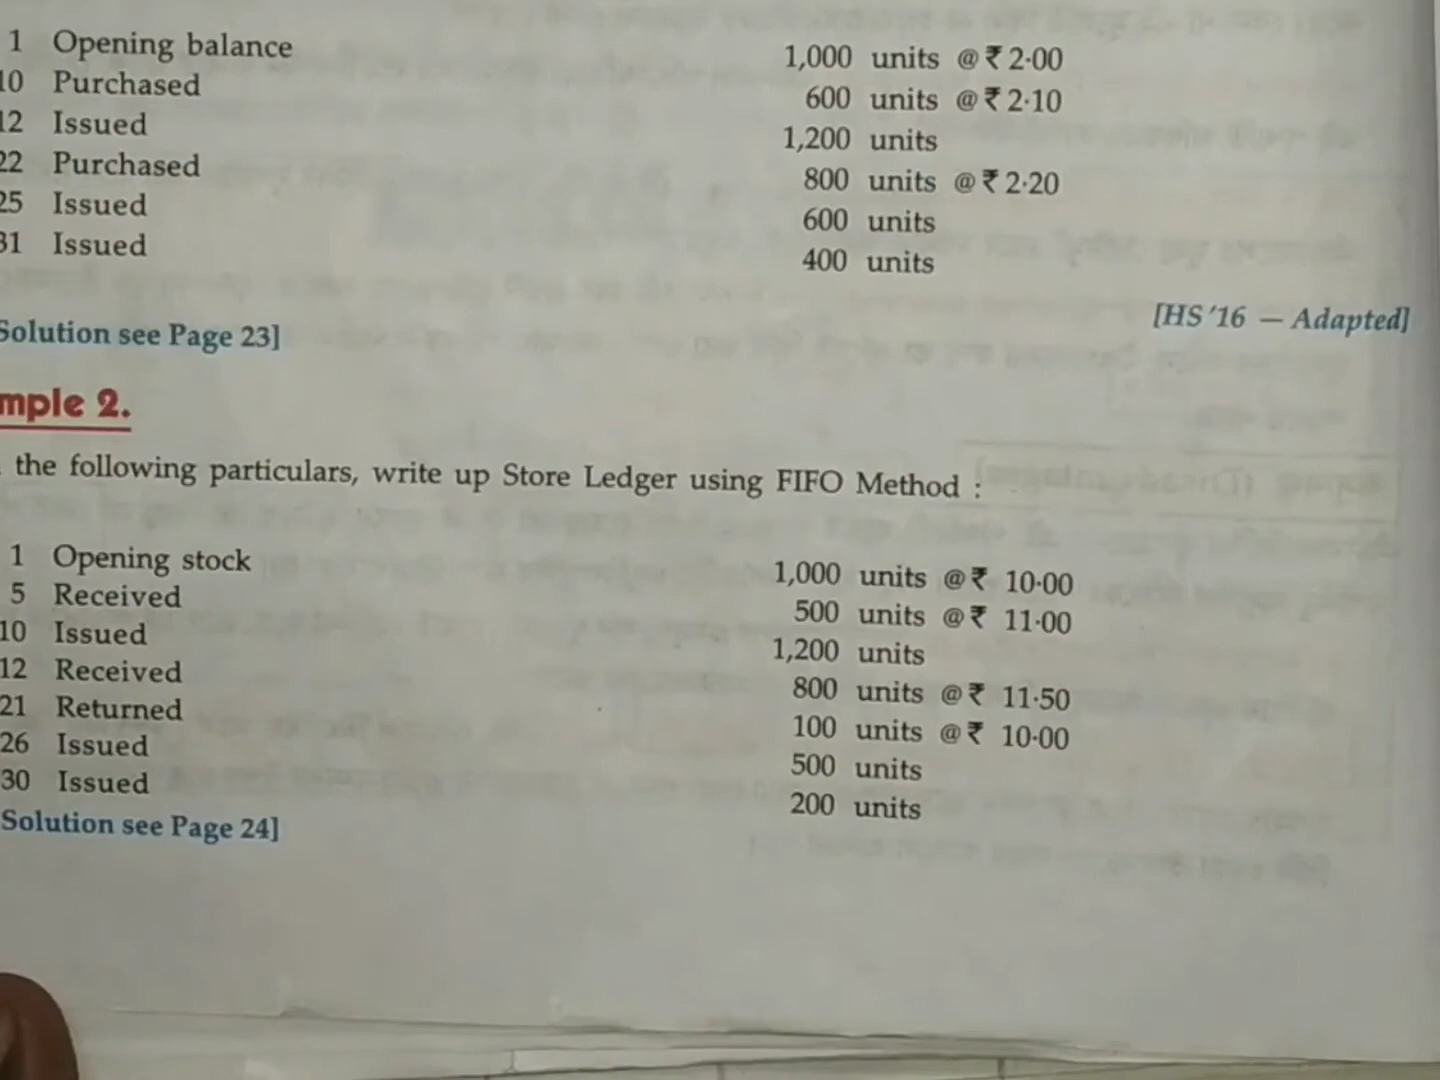 1 Opening balance 1,000 units @ ₹ 2·00
10 Purchased 600 units @ ₹ 2·10
12 Issued 1,200 units
22 Purchased 800 units @ ₹ 2·20
25 Issued 600 units
31 Issued 400 units
[HS '16 — Adapted]
Solution see Page 23]
mple 2.
the following particulars, write up Store Ledger using FIFO Method :
1 Opening stock 1,000 units @ ₹ 10·00
5 Received 500 units @ ₹ 11·00
10 Issued 1,200 units
12 Received 800 units @ ₹ 11·50
21 Returned 100 units @ ₹ 10·00
26 Issued 500 units
30 Issued 200 units
Solution see Page 24]